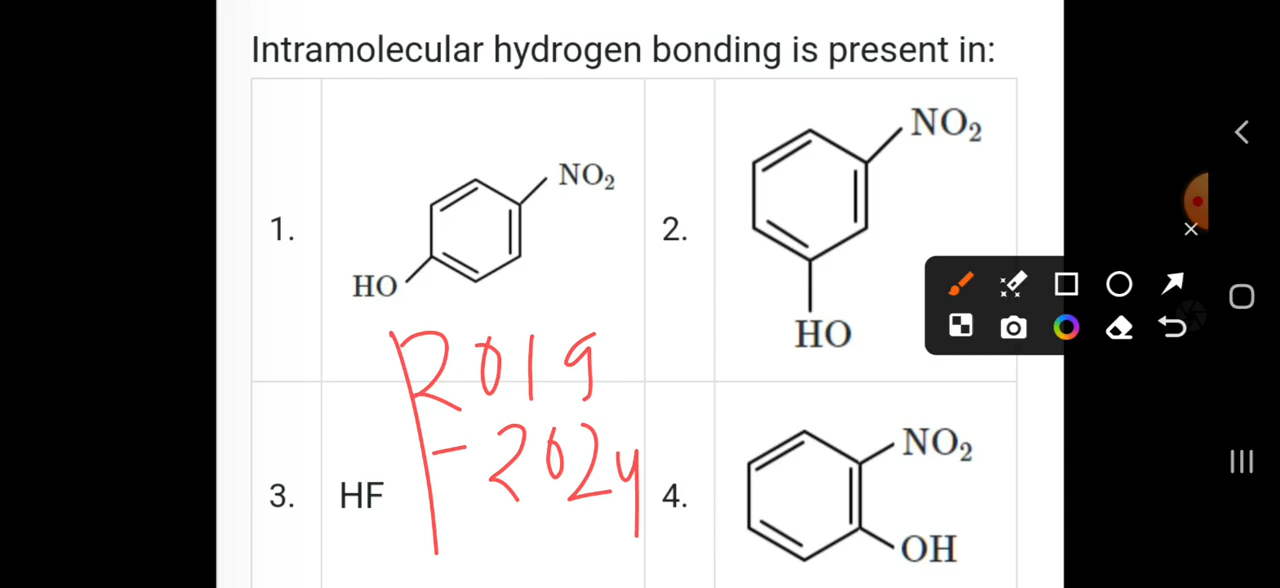 Intramolecular hydrogen bonding is present in:
1.
NO₂
HO
2.
NO₂
HO
R019
-2024
3.
HF
4.
NO₂
OH